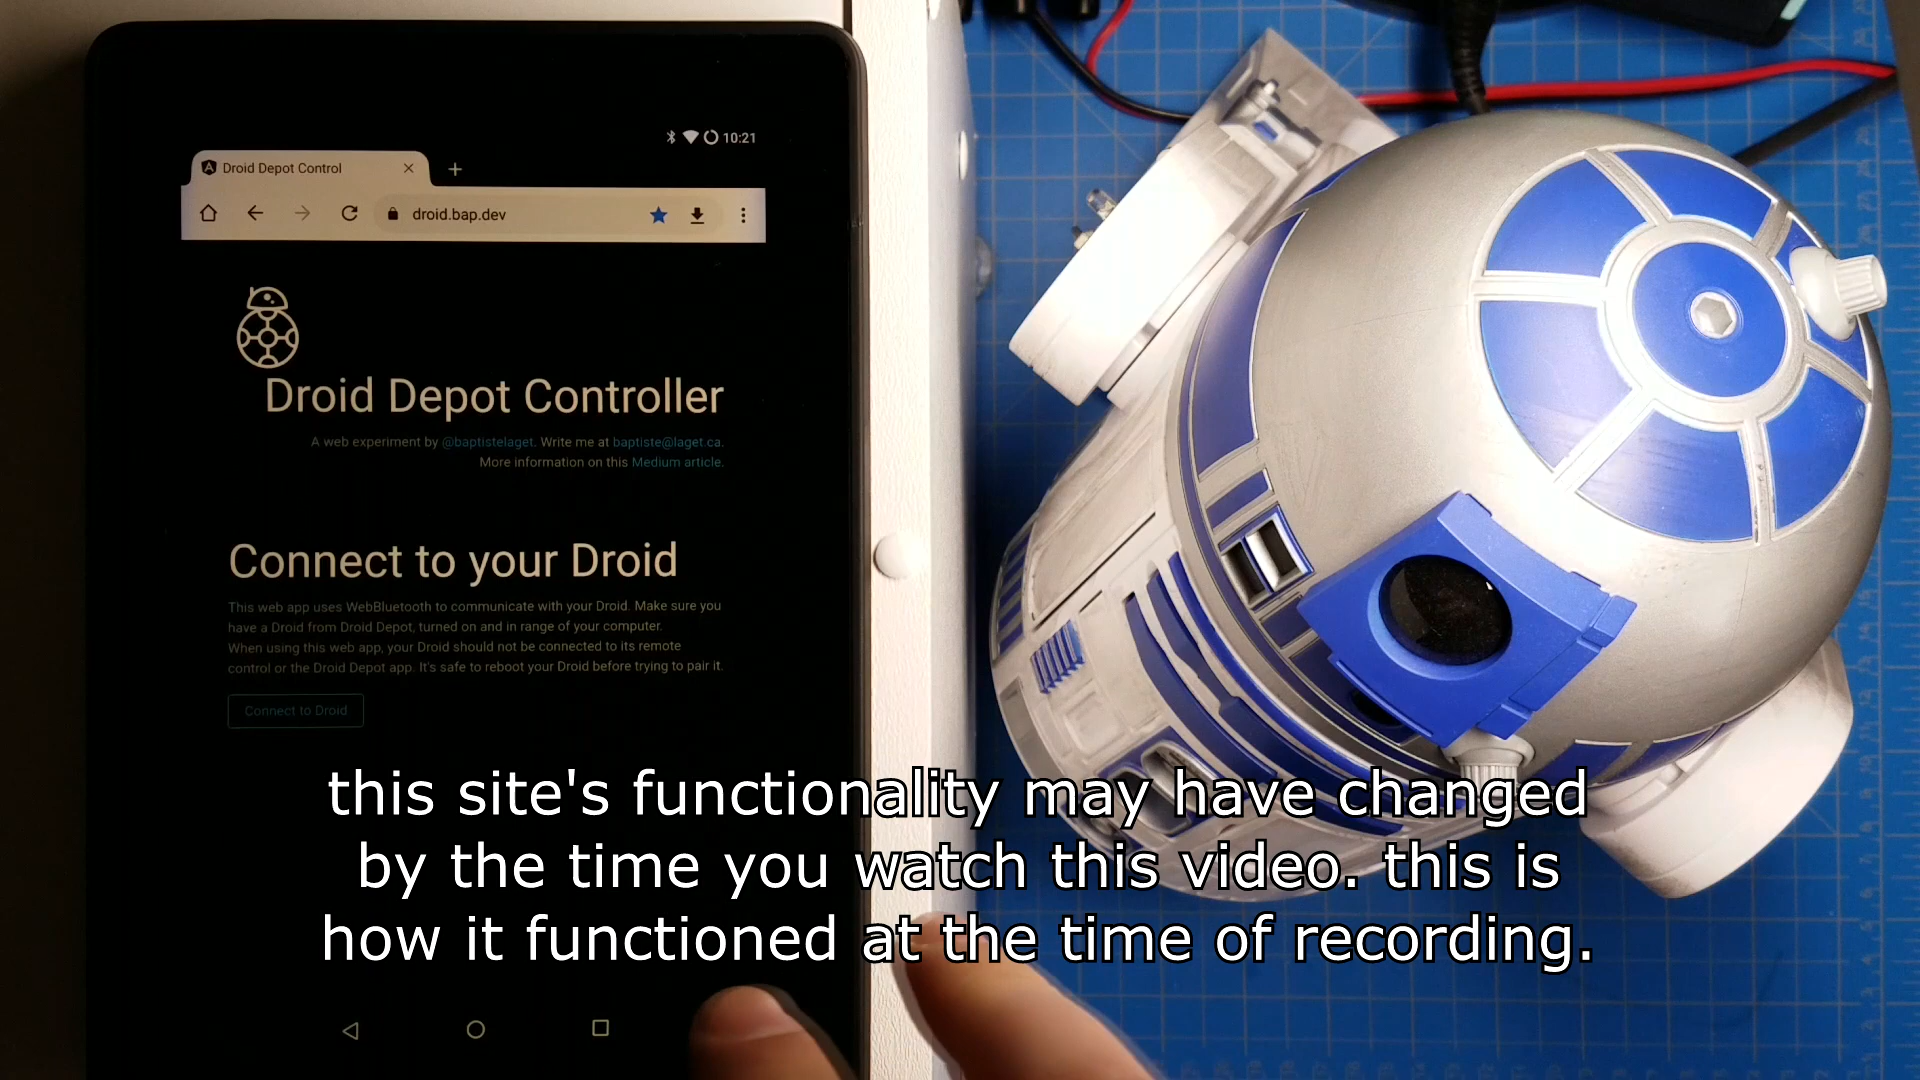 10:21
Droid Depot Control
droid.bap.dev
Droid Depot Controller
A web experiment by @baptistelaget. Write me at baptiste@laget.ca.
More information on this Medium article.
Connect to your Droid
This web app uses WebBluetooth to communicate with your Droid. Make sure you
have a Droid from Droid Depot, turned on and in range of your computer.
When using this web app, your Droid should not be connected to its remote
control or the Droid Depot app. It's safe to reboot your Droid before trying to pair it.
Connect to Droid
this site's functionality may have changed
by the time you watch this video. this is
how it functioned at the time of recording.